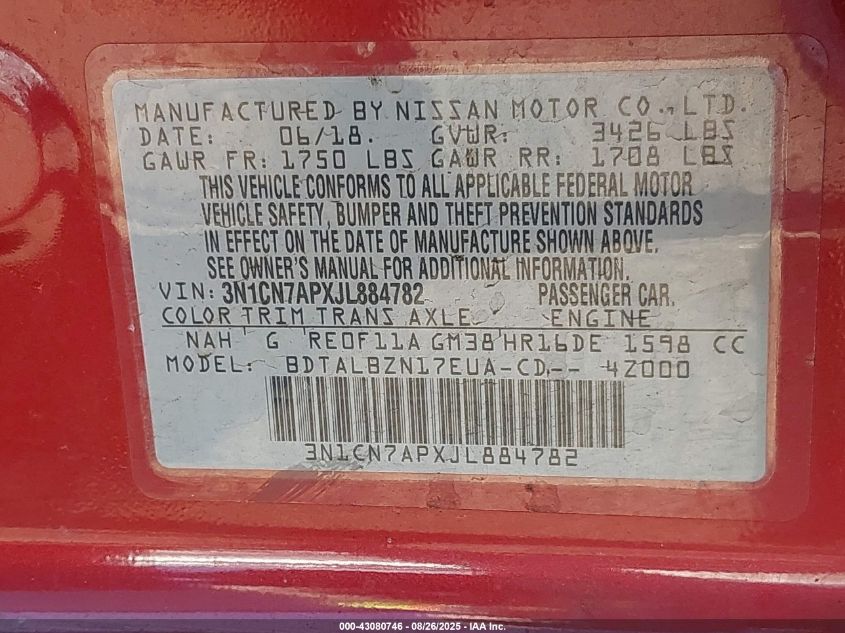 MANUFACTURED BY NISSAN MOTOR CO., LTD.
DATE: 06/18. GVWR: 3426 LBS
GAWR FR: 1750 LBS GAWR RR: 1708 LBS
THIS VEHICLE CONFORMS TO ALL APPLICABLE FEDERAL MOTOR
VEHICLE SAFETY, BUMPER AND THEFT PREVENTION STANDARDS
IN EFFECT ON THE DATE OF MANUFACTURE SHOWN ABOVE.
SEE OWNER'S MANUAL FOR ADDITIONAL INFORMATION.
VIN: 3N1CN7APXJL884782 PASSENGER CAR.
COLOR TRIM TRANS AXLE ENGINE
NAH G RE0F11A GM38 HR16DE 1598 CC
MODEL: BDTALBZN17EUA-CD-- 4Z000
3N1CN7APXJL884782
000-43080746 - 08/26/2025 - IAA Inc.